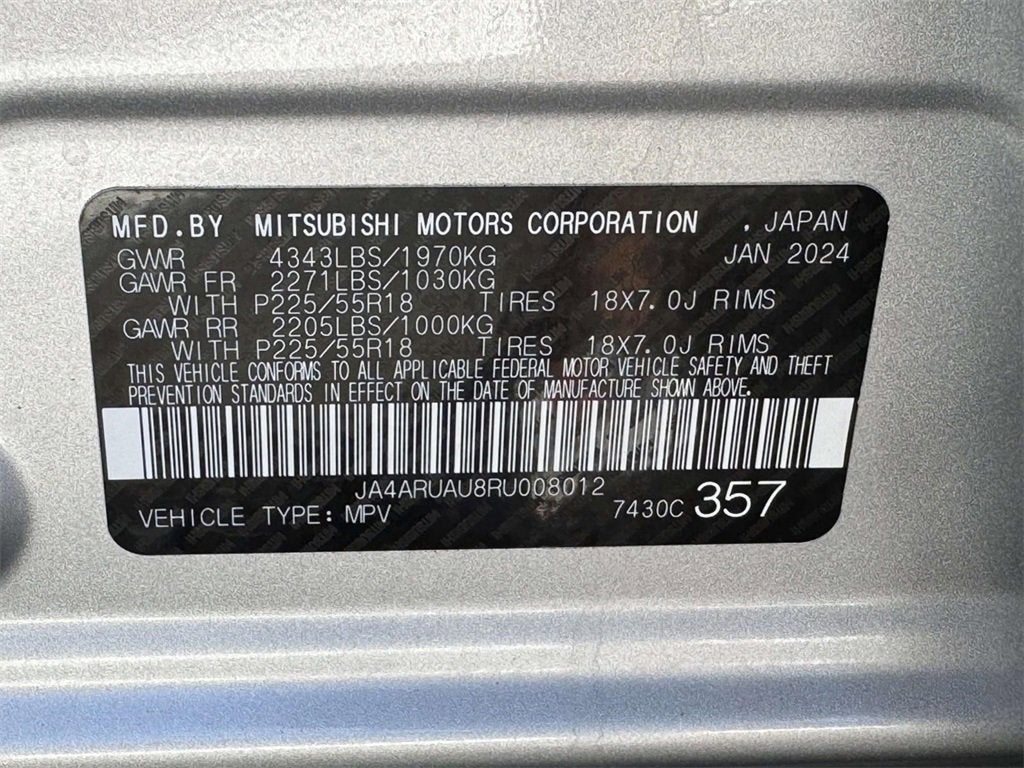 MFD.BY MITSUBISHI MOTORS CORPORATION . JAPAN
GVWR 4343LBS/1970KG JAN 2024
GAWR FR 2271LBS/1030KG
WITH P225/55R18 TIRES 18X7.0J RIMS
GAWR RR 2205LBS/1000KG
WITH P225/55R18 TIRES 18X7.0J RIMS
THIS VEHICLE CONFORMS TO ALL APPLICABLE FEDERAL MOTOR VEHICLE SAFETY AND THEFT
PREVENTION STANDARDS IN EFFECT ON THE DATE OF MANUFACTURE SHOWN ABOVE.
JA4ARUAU8RU008012
VEHICLE TYPE: MPV 7430C 357